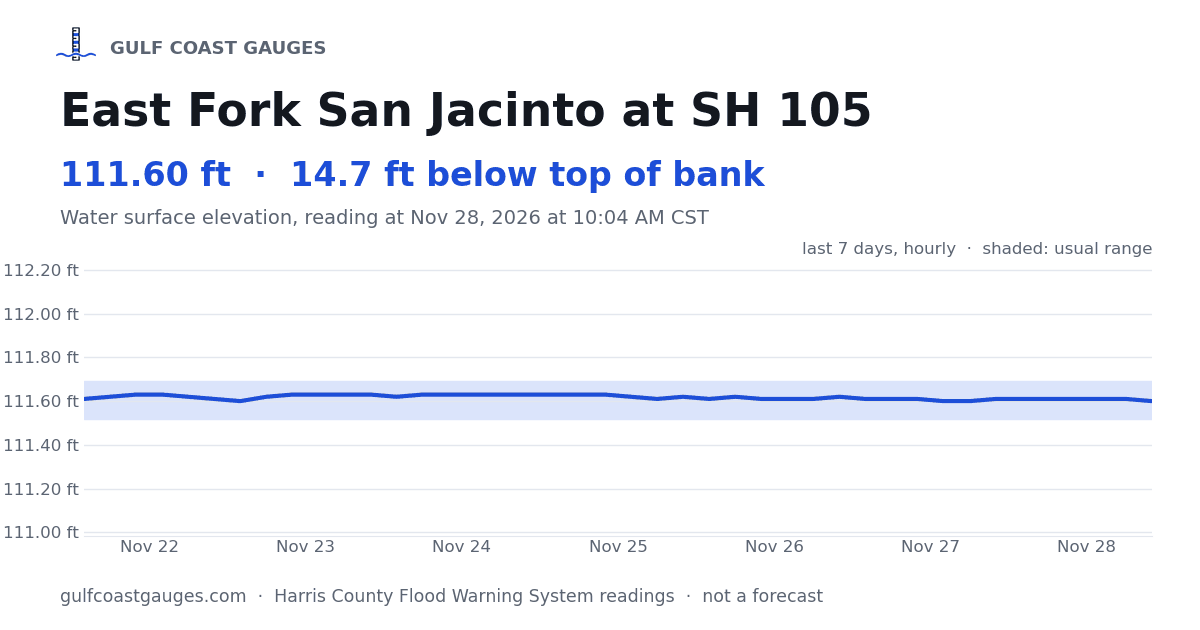 GULF COAST GAUGES
East Fork San Jacinto at SH 105
111.60 ft · 14.7 ft below top of bank
Water surface elevation, reading at Nov 28, 2026 at 10:04 AM CST
last 7 days, hourly · shaded: usual range
112.20 ft
112.00 ft
111.80 ft
111.60 ft
111.40 ft
111.20 ft
111.00 ft
Nov 22 Nov 23 Nov 24 Nov 25 Nov 26 Nov 27 Nov 28
gulfcoastgauges.com · Harris County Flood Warning System readings · not a forecast